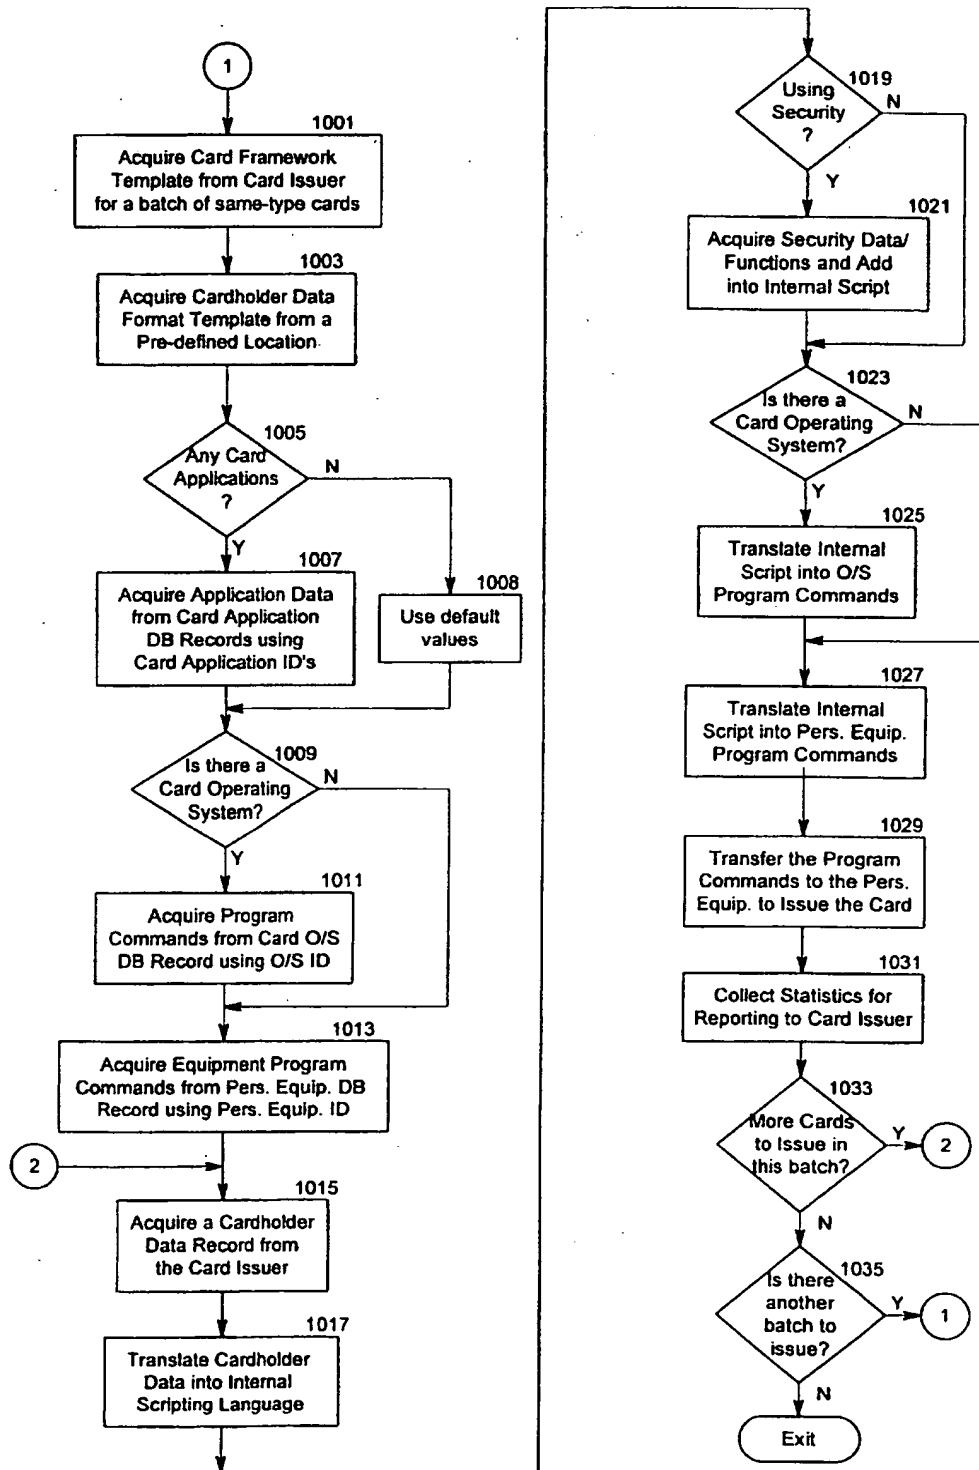 1
1001
Acquire Card Framework
Template from Card Issuer
for a batch of same-type cards
1003
Acquire Cardholder Data
Format Template from a
Pre-defined Location
1005
Any Card
Applications
?
N
Y
1007
Acquire Application Data
from Card Application
DB Records using
Card Application ID's
1008
Use default
values
1009
Is there a
Card Operating
System?
N
Y
1011
Acquire Program
Commands from Card O/S
DB Record using O/S ID
1013
Acquire Equipment Program
Commands from Pers. Equip. DB
Record using Pers. Equip. ID
2
1015
Acquire a Cardholder
Data Record from
the Card Issuer
1017
Translate Cardholder
Data into Internal
Scripting Language
1019
Using
Security
?
N
Y
1021
Acquire Security Data/
Functions and Add
into Internal Script
1023
Is there a
Card Operating
System?
N
Y
1025
Translate Internal
Script into O/S
Program Commands
1027
Translate Internal
Script into Pers. Equip.
Program Commands
1029
Transfer the Program
Commands to the Pers.
Equip. to Issue the Card
1031
Collect Statistics for
Reporting to Card Issuer
1033
More Cards
to Issue in
this batch?
Y
2
N
1035
Is there
another
batch to
issue?
Y
1
N
Exit